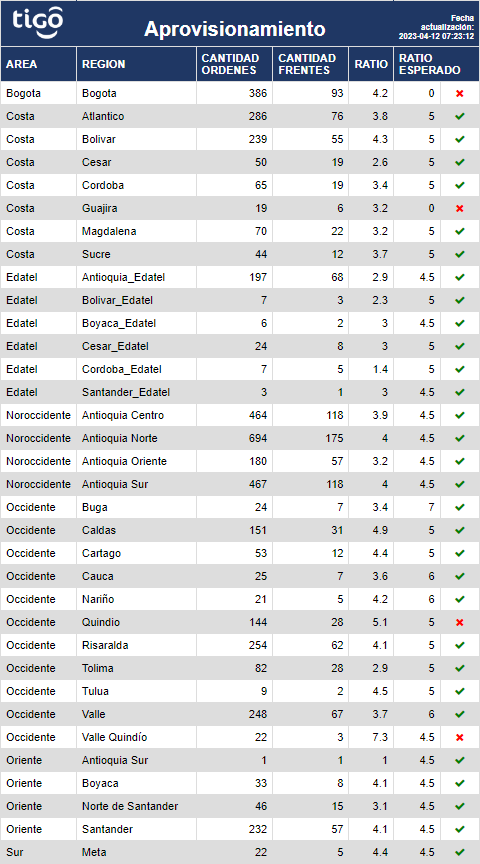 tigo
Aprovisionamiento
Fecha
actualización:
2023-04-12 07:23:12
AREA REGION CANTIDAD ORDENES CANTIDAD FRENTES RATIO RATIO ESPERADO
Bogota Bogota 386 93 4.2 0
Costa Atlantico 286 76 3.8 5
Costa Bolivar 239 55 4.3 5
Costa Cesar 50 19 2.6 5
Costa Cordoba 65 19 3.4 5
Costa Guajira 19 6 3.2 0
Costa Magdalena 70 22 3.2 5
Costa Sucre 44 12 3.7 5
Edatel Antioquia_Edatel 197 68 2.9 4.5
Edatel Bolivar_Edatel 7 3 2.3 5
Edatel Boyaca_Edatel 6 2 3 4.5
Edatel Cesar_Edatel 24 8 3 5
Edatel Cordoba_Edatel 7 5 1.4 5
Edatel Santander_Edatel 3 1 3 4.5
Noroccidente Antioquia Centro 464 118 3.9 4.5
Noroccidente Antioquia Norte 694 175 4 4.5
Noroccidente Antioquia Oriente 180 57 3.2 4.5
Noroccidente Antioquia Sur 467 118 4 4.5
Occidente Buga 24 7 3.4 7
Occidente Caldas 151 31 4.9 5
Occidente Cartago 53 12 4.4 5
Occidente Cauca 25 7 3.6 6
Occidente Nariño 21 5 4.2 6
Occidente Quindio 144 28 5.1 5
Occidente Risaralda 254 62 4.1 5
Occidente Tolima 82 28 2.9 5
Occidente Tulua 9 2 4.5 5
Occidente Valle 248 67 3.7 6
Occidente Valle Quindío 22 3 7.3 4.5
Oriente Antioquia Sur 1 1 1 4.5
Oriente Boyaca 33 8 4.1 4.5
Oriente Norte de Santander 46 15 3.1 4.5
Oriente Santander 232 57 4.1 4.5
Sur Meta 22 5 4.4 4.5